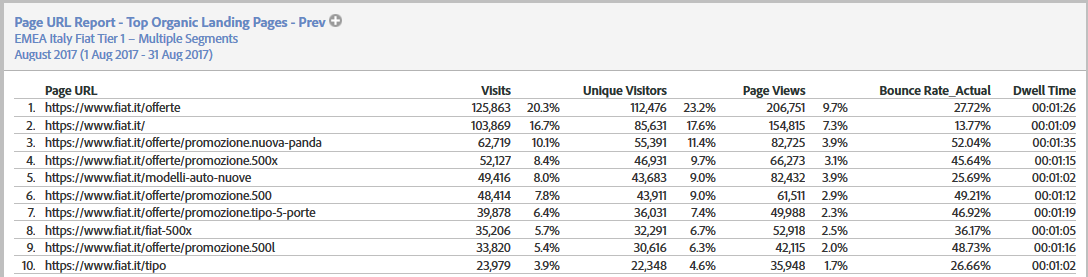 Page URL Report - Top Organic Landing Pages - Prev
EMEA Italy Fiat Tier 1 – Multiple Segments
August 2017 (1 Aug 2017 - 31 Aug 2017)
Page URL Visits Unique Visitors Page Views Bounce Rate_Actual Dwell Time
1. https://www.fiat.it/offerte 125,863 20.3% 112,476 23.2% 206,751 9.7% 27.72% 00:01:26
2. https://www.fiat.it/ 103,869 16.7% 85,631 17.6% 154,815 7.3% 13.77% 00:01:09
3. https://www.fiat.it/offerte/promozione.nuova-panda 62,719 10.1% 55,391 11.4% 82,725 3.9% 52.04% 00:01:35
4. https://www.fiat.it/offerte/promozione.500x 52,127 8.4% 46,931 9.7% 66,273 3.1% 45.64% 00:01:15
5. https://www.fiat.it/modelli-auto-nuove 49,416 8.0% 43,683 9.0% 82,432 3.9% 25.69% 00:01:02
6. https://www.fiat.it/offerte/promozione.500 48,414 7.8% 43,911 9.0% 61,511 2.9% 49.21% 00:01:12
7. https://www.fiat.it/offerte/promozione.tipo-5-porte 39,878 6.4% 36,031 7.4% 49,988 2.3% 46.92% 00:01:19
8. https://www.fiat.it/fiat-500x 35,206 5.7% 32,291 6.7% 52,918 2.5% 36.17% 00:01:05
9. https://www.fiat.it/offerte/promozione.500l 33,820 5.4% 30,616 6.3% 42,115 2.0% 48.73% 00:01:16
10. https://www.fiat.it/tipo 23,979 3.9% 22,348 4.6% 35,948 1.7% 26.66% 00:01:02